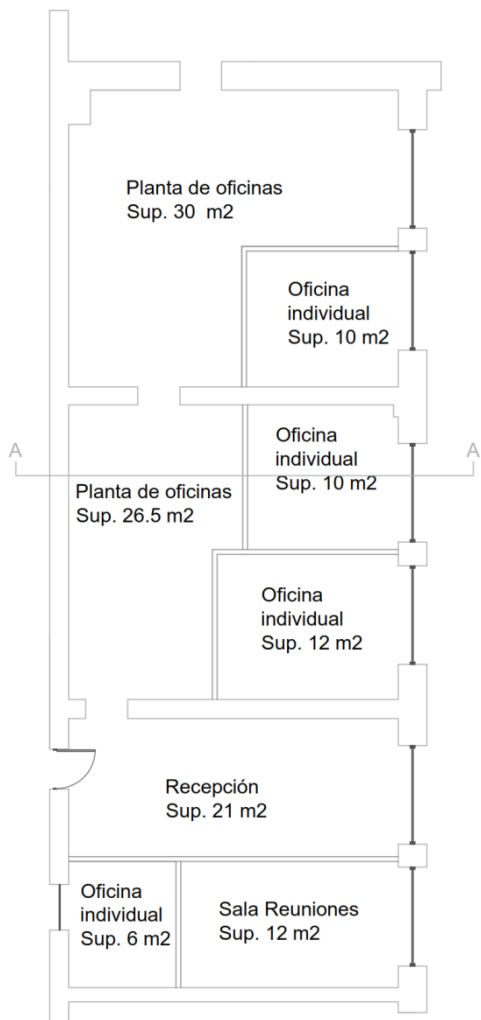 Planta de oficinas
Sup. 30  m2
Oficina
individual
Sup. 10 m2
A
A
Oficina
individual
Sup. 10 m2
Planta de oficinas
Sup. 26.5 m2
Oficina
individual
Sup. 12 m2
Recepción
Sup. 21 m2
Oficina
individual
Sup. 6 m2
Sala Reuniones
Sup. 12 m2